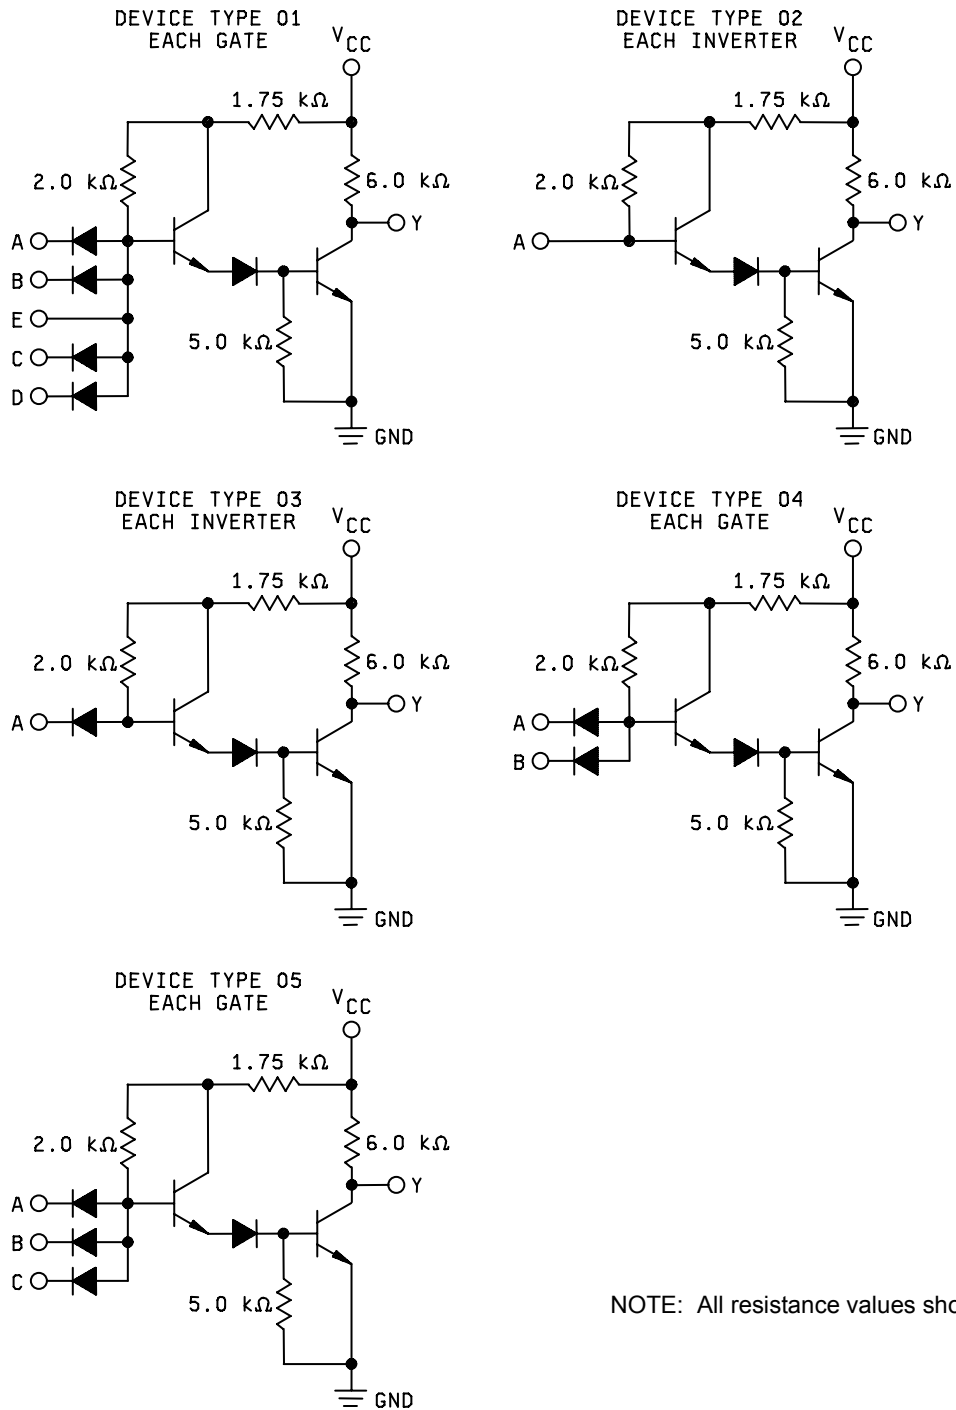 DEVICE TYPE 01
EACH GATE
VCC
1.75 kΩ
2.0 kΩ
6.0 kΩ
Y
A
B
E
C
D
5.0 kΩ
GND
DEVICE TYPE 02
EACH INVERTER
VCC
1.75 kΩ
2.0 kΩ
6.0 kΩ
Y
A
5.0 kΩ
GND
DEVICE TYPE 03
EACH INVERTER
VCC
1.75 kΩ
2.0 kΩ
6.0 kΩ
Y
A
5.0 kΩ
GND
DEVICE TYPE 04
EACH GATE
VCC
1.75 kΩ
2.0 kΩ
6.0 kΩ
Y
A
B
5.0 kΩ
GND
DEVICE TYPE 05
EACH GATE
VCC
1.75 kΩ
2.0 kΩ
6.0 kΩ
Y
A
B
C
5.0 kΩ
GND
NOTE: All resistance values